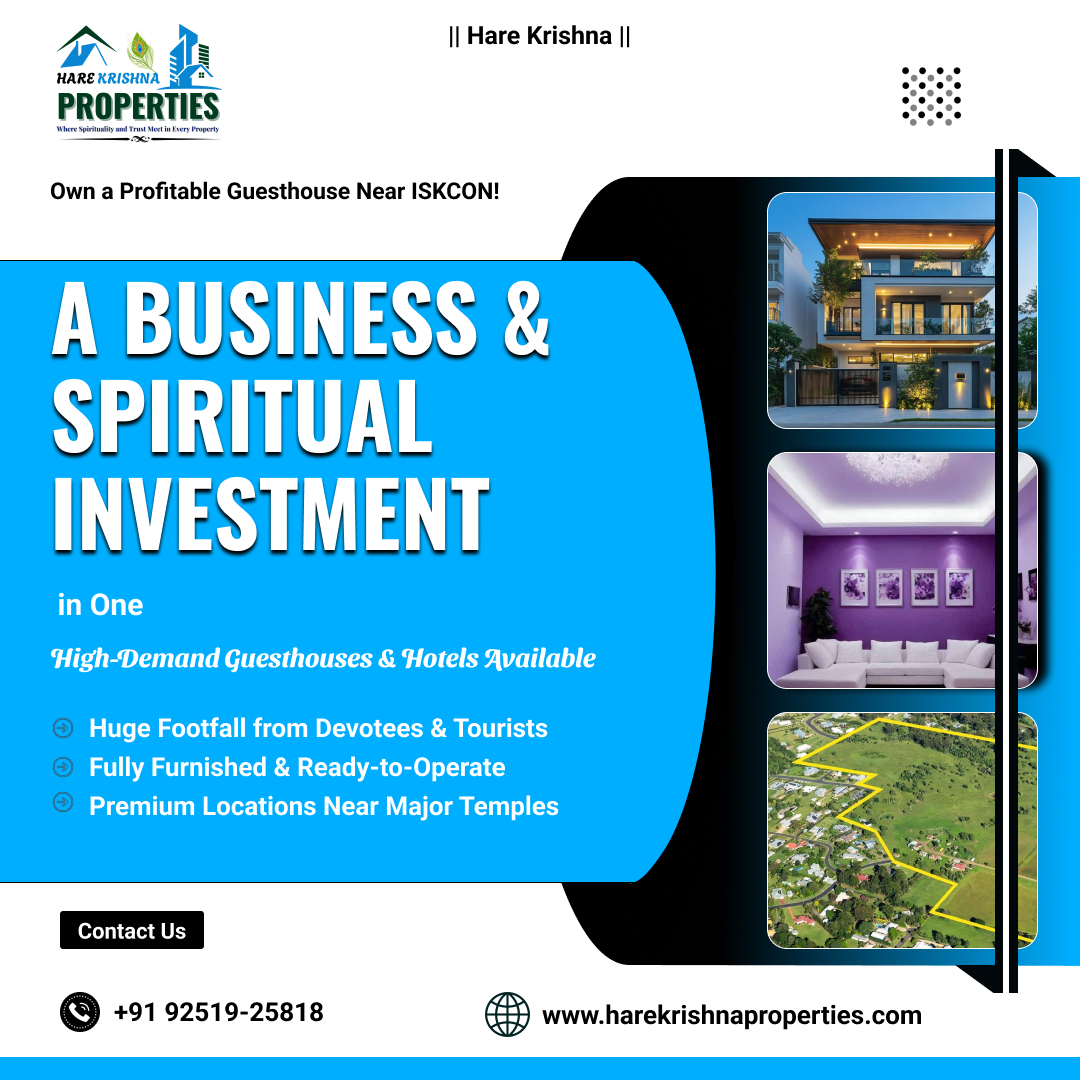 || Hare Krishna ||
HARE KRISHNA
PROPERTIES
Where Spirituality and Trust Meet in Every Property
Own a Profitable Guesthouse Near ISKCON!
A BUSINESS &
SPIRITUAL
INVESTMENT
in One
High-Demand Guesthouses & Hotels Available
Huge Footfall from Devotees & Tourists
Fully Furnished & Ready-to-Operate
Premium Locations Near Major Temples
Contact Us
+91 92519-25818
www.harekrishnaproperties.com